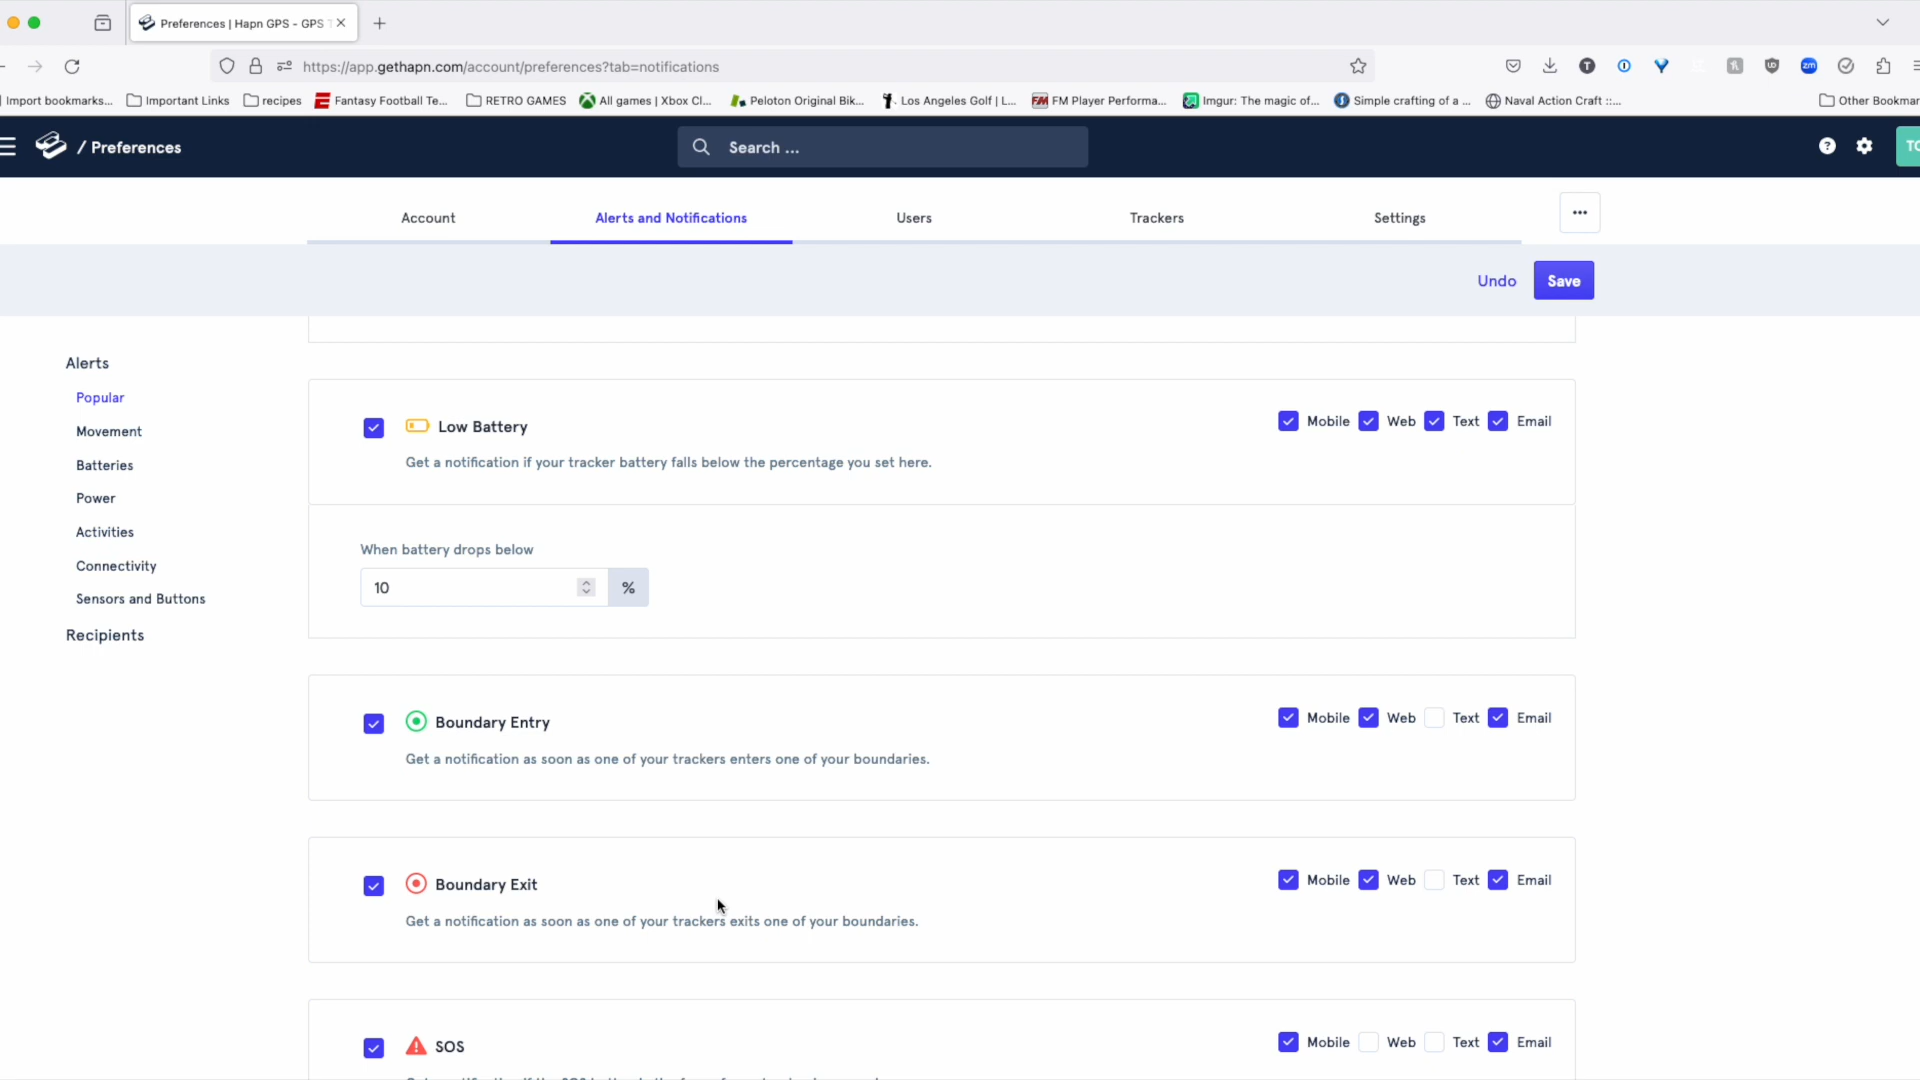 Preferences | Hapn GPS - GPS T
https://app.gethapn.com/account/preferences?tab=notifications
Import bookmarks... Important Links recipes Fantasy Football Te... RETRO GAMES All games | Xbox Cl... Peloton Original Bik... Los Angeles Golf | L... FM Player Performa... Imgur: The magic of... Simple crafting of a ... Naval Action Craft ::... Other Bookmar
/ Preferences Search ... TC
Account Alerts and Notifications Users Trackers Settings
Undo Save
Alerts
Popular
Movement
Batteries
Power
Activities
Connectivity
Sensors and Buttons
Recipients
Low Battery Mobile Web Text Email
Get a notification if your tracker battery falls below the percentage you set here.
When battery drops below
10 %
Boundary Entry Mobile Web Text Email
Get a notification as soon as one of your trackers enters one of your boundaries.
Boundary Exit Mobile Web Text Email
Get a notification as soon as one of your trackers exits one of your boundaries.
SOS Mobile Web Text Email